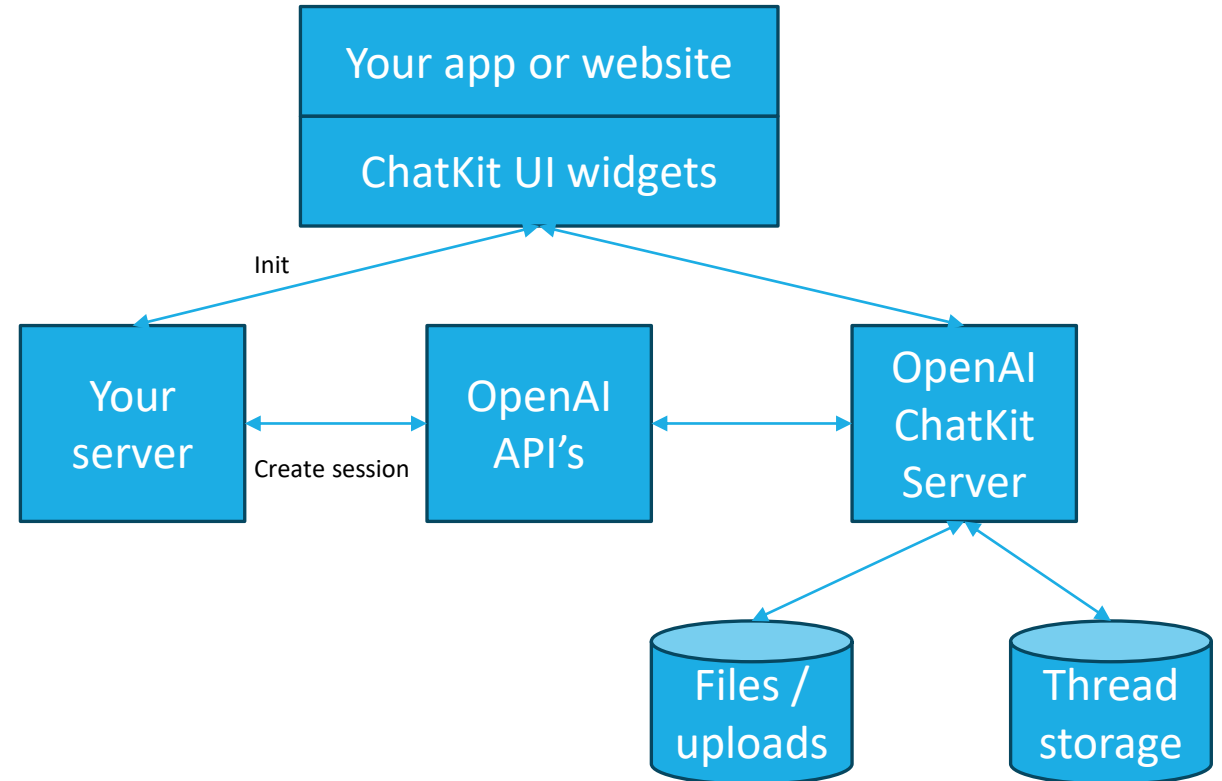 Your app or website
ChatKit UI widgets
Init
Your
server
Create session
OpenAI
API’s
OpenAI
ChatKit
Server
Files /
uploads
Thread
storage